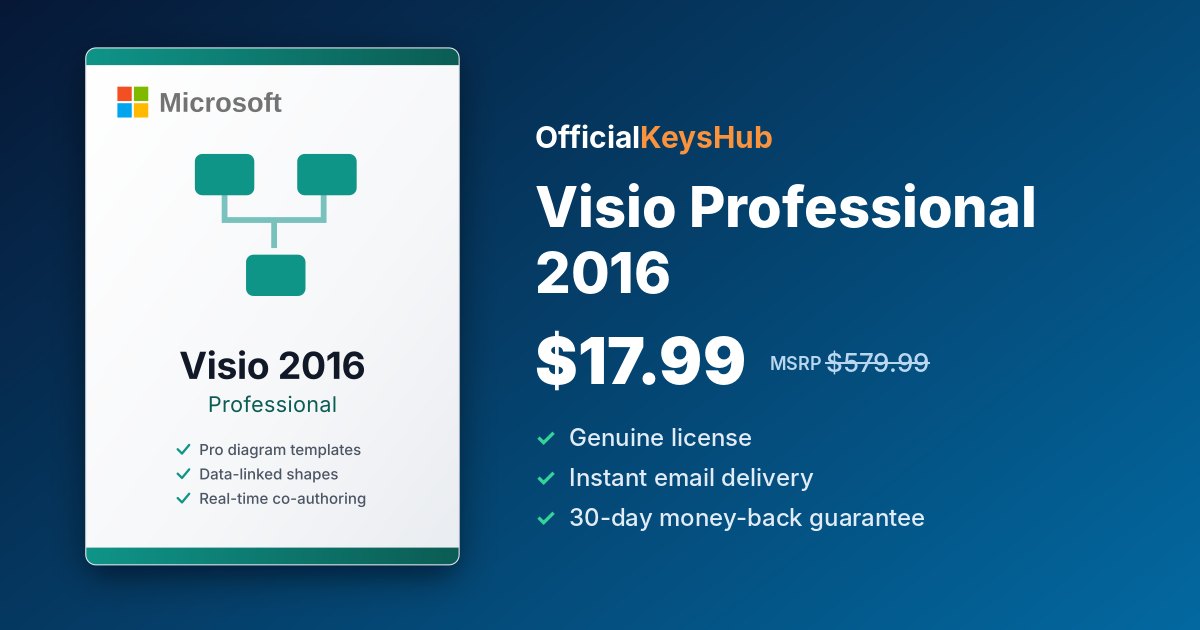 Microsoft
Visio 2016
Professional
Pro diagram templates
Data-linked shapes
Real-time co-authoring
OfficialKeysHub
Visio Professional
2016
$17.99 MSRP $579.99
Genuine license
Instant email delivery
30-day money-back guarantee